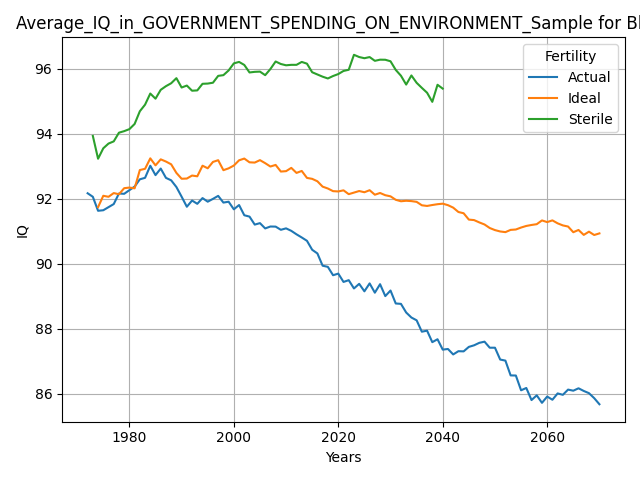 Average_IQ_in_GOVERNMENT_SPENDING_ON_ENVIRONMENT_Sample for Bl
Fertility
Actual
Ideal
Sterile
IQ
96
94
92
90
88
86
1980
2000
2020
2040
2060
Years